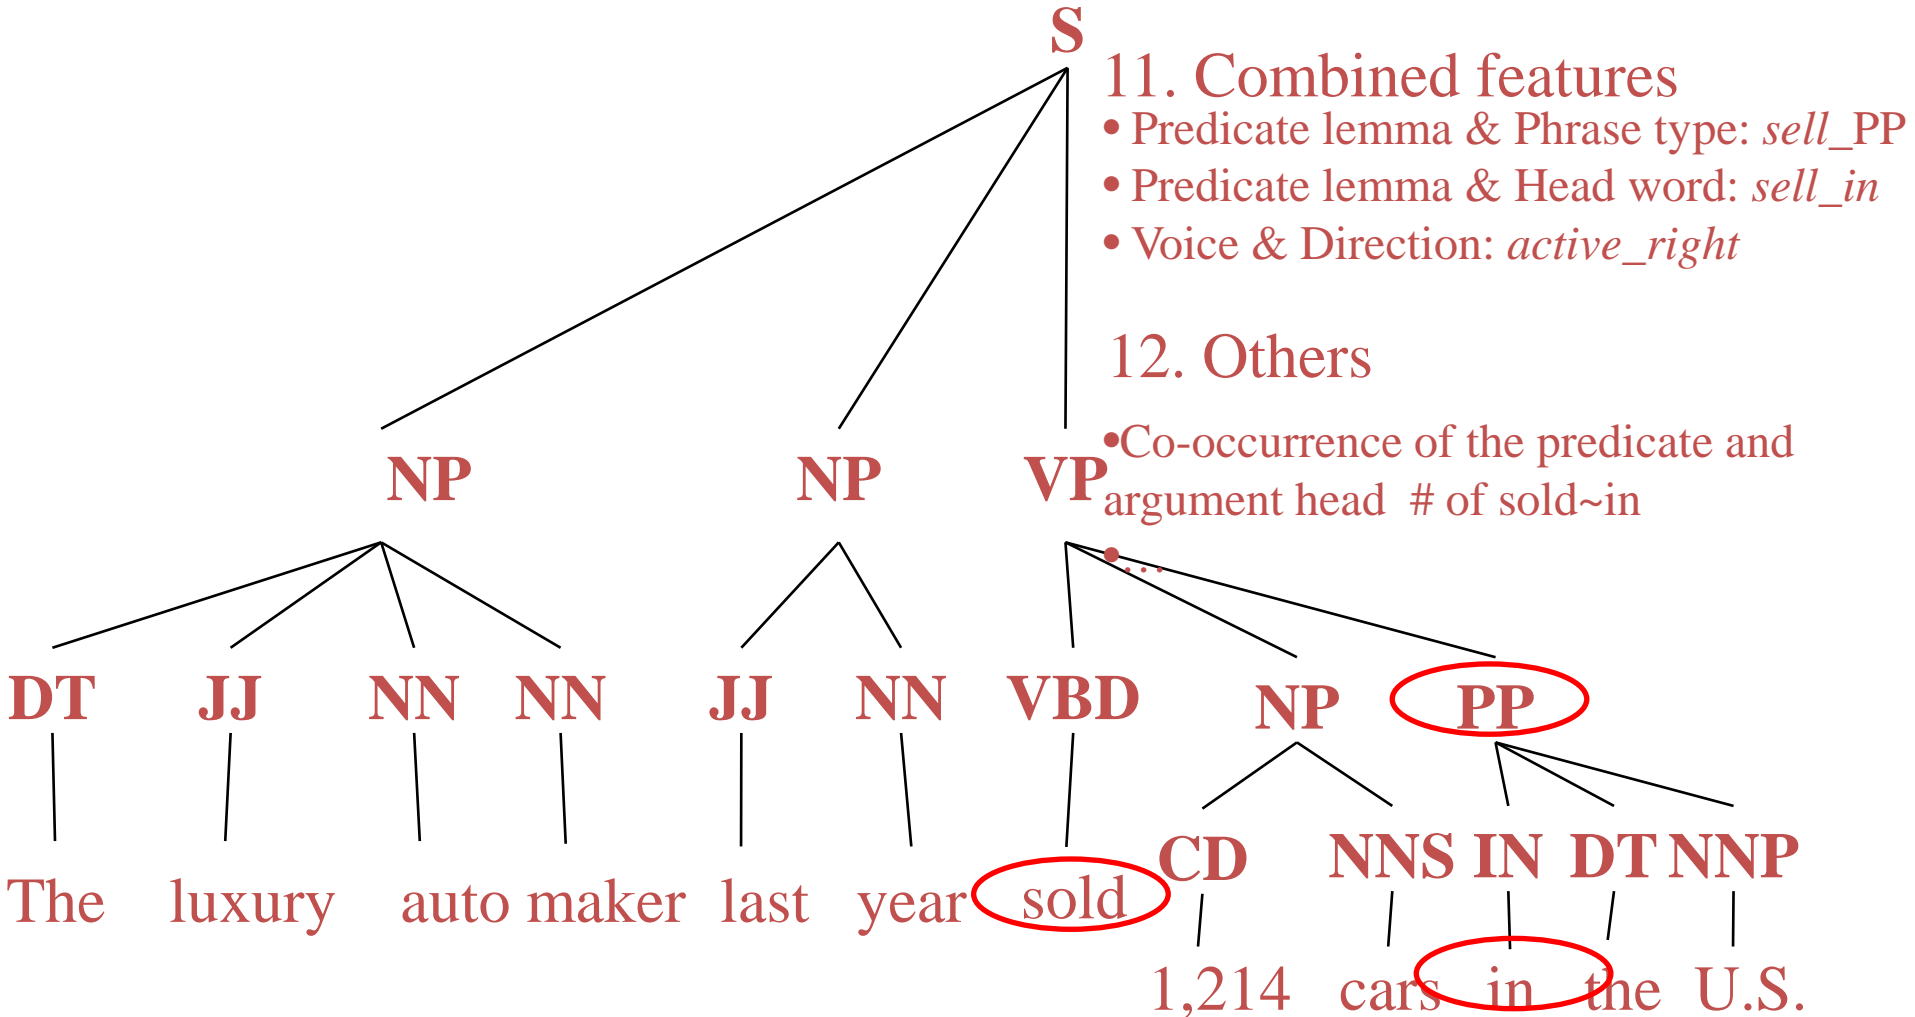 S
11. Combined features
• Predicate lemma & Phrase type: sell_PP
• Predicate lemma & Head word: sell_in
• Voice & Direction: active_right
12. Others
•Co-occurrence of the predicate and
argument head # of sold~in
•...
NP NP VP
DT JJ NN NN JJ NN VBD NP PP
CD NNS IN DT NNP
The luxury auto maker last year sold
1,214 cars in the U.S.